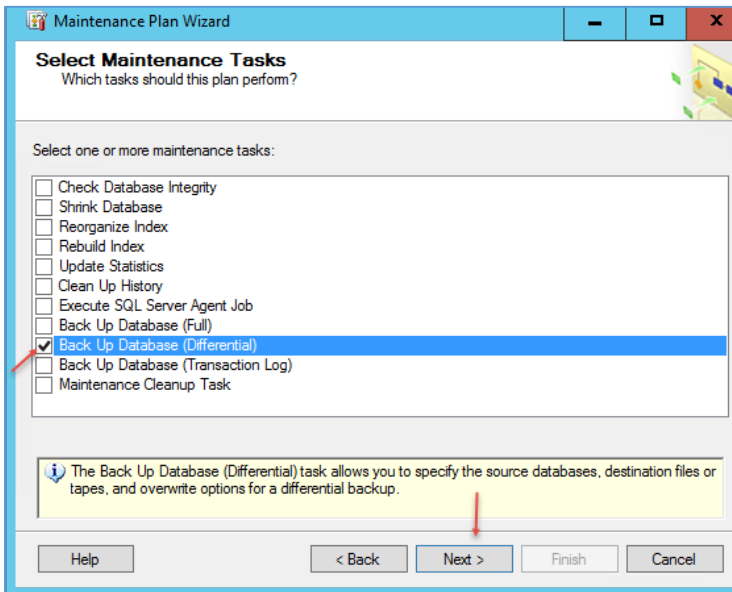 Maintenance Plan Wizard
Select Maintenance Tasks
Which tasks should this plan perform?
Select one or more maintenance tasks:
Check Database Integrity
Shrink Database
Reorganize Index
Rebuild Index
Update Statistics
Clean Up History
Execute SQL Server Agent Job
Back Up Database (Full)
Back Up Database (Differential)
Back Up Database (Transaction Log)
Maintenance Cleanup Task
The Back Up Database (Differential) task allows you to specify the source databases, destination files or
tapes, and overwrite options for a differential backup.
Help < Back Next > Finish Cancel